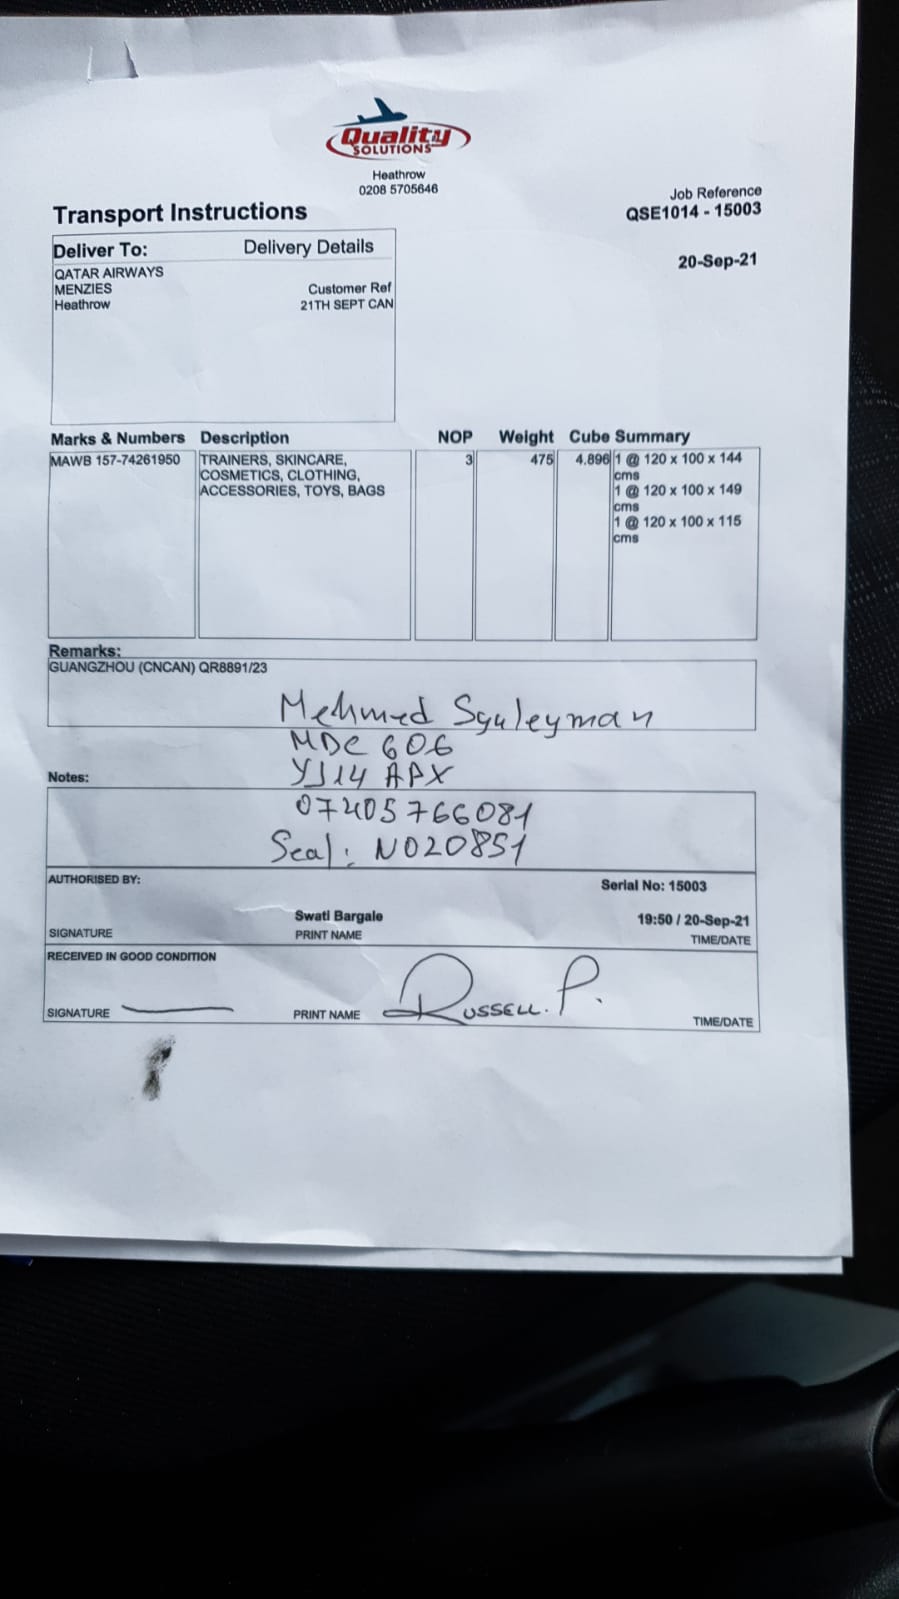 Quality
SOLUTIONS
Heathrow
0208 5705646
Transport Instructions
Job Reference
QSE1014 - 15003
20-Sep-21
Deliver To: Delivery Details
QATAR AIRWAYS
MENZIES Customer Ref
Heathrow 21TH SEPT CAN
Marks & Numbers Description NOP Weight Cube Summary
MAWB 157-74261950 TRAINERS, SKINCARE, 3 475 4.896 1 @ 120 x 100 x 144
COSMETICS, CLOTHING, cms
ACCESSORIES, TOYS, BAGS 1 @ 120 x 100 x 149
cms
1 @ 120 x 100 x 115
cms
Remarks:
GUANGZHOU (CNCAN) QR8891/23
Mehmed Syuleyman
MDC 606
YJ14 APX
Notes:
07405766081
Seal: N020851
AUTHORISED BY: Serial No: 15003
Swati Bargale 19:50 / 20-Sep-21
SIGNATURE PRINT NAME TIME/DATE
RECEIVED IN GOOD CONDITION
SIGNATURE PRINT NAME RUSSELL. P. TIME/DATE